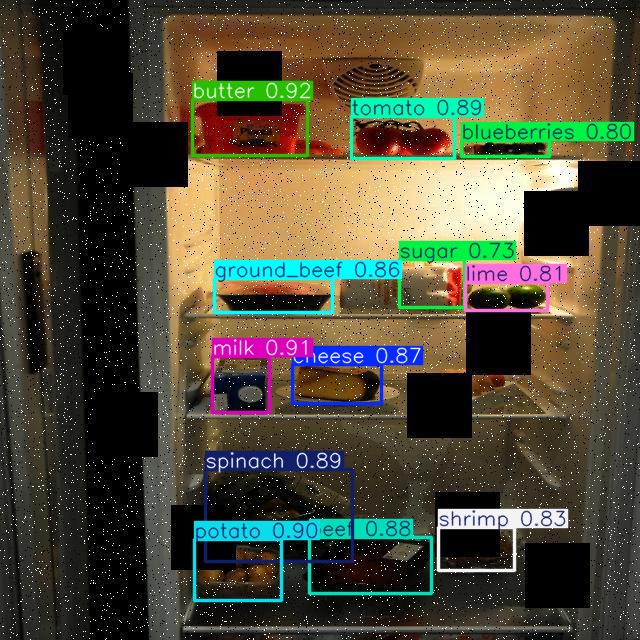 butter 0.92
tomato 0.89
blueberries 0.80
sugar 0.73
ground_beef 0.86
lime 0.81
milk 0.91
cheese 0.87
spinach 0.89
potato 0.90
eef 0.88
shrimp 0.83